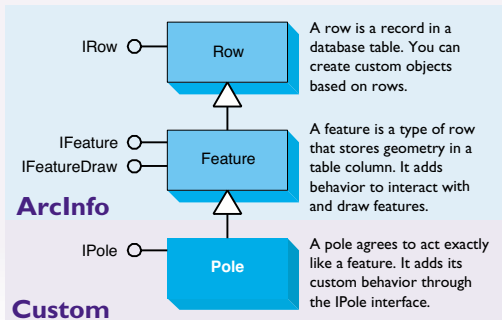 IRow
Row
A row is a record in a
database table. You can
create custom objects
based on rows.
IFeature
IFeatureDraw
Feature
A feature is a type of row
that stores geometry in a
table column. It adds
behavior to interact with
and draw features.
ArcInfo
IPole
Pole
A pole agrees to act exactly
like a feature. It adds its
custom behavior through
the IPole interface.
Custom